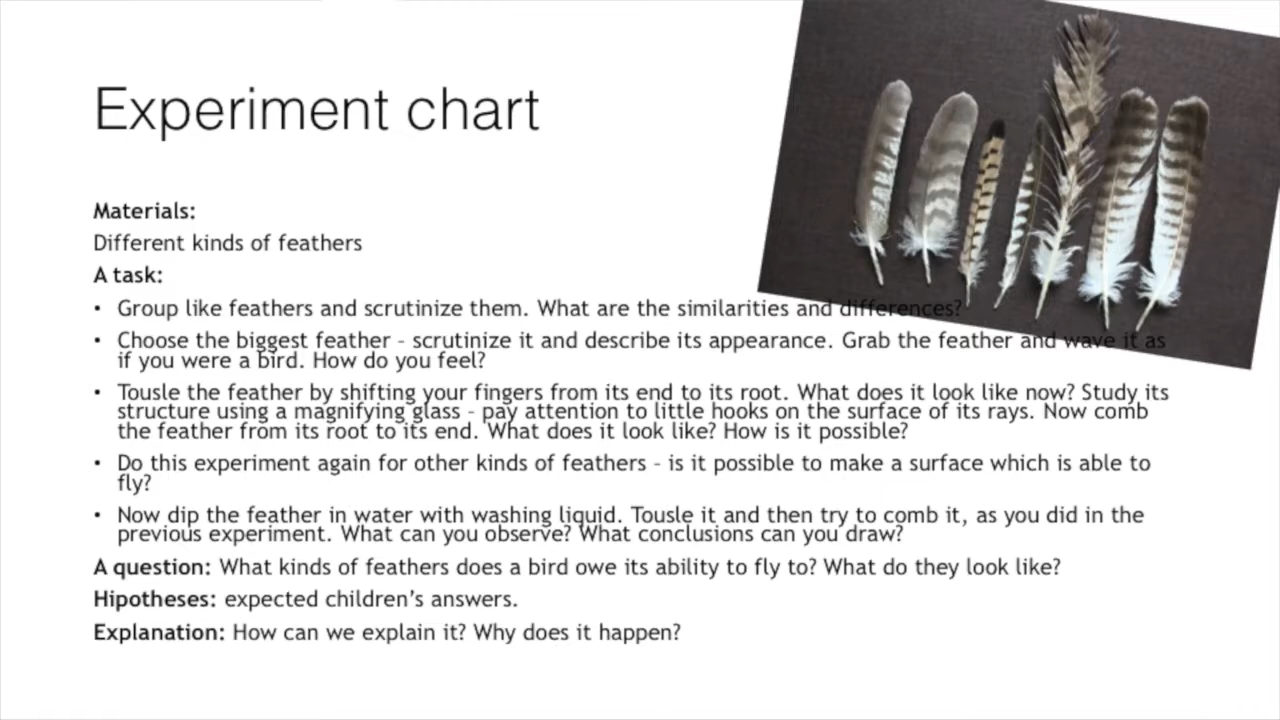 Experiment chart
Materials:
Different kinds of feathers
A task:
• Group like feathers and scrutinize them. What are the similarities and differences?
• Choose the biggest feather – scrutinize it and describe its appearance. Grab the feather and wave it as
if you were a bird. How do you feel?
• Tousle the feather by shifting your fingers from its end to its root. What does it look like now? Study its
structure using a magnifying glass – pay attention to little hooks on the surface of its rays. Now comb
the feather from its root to its end. What does it look like? How is it possible?
• Do this experiment again for other kinds of feathers – is it possible to make a surface which is able to
fly?
• Now dip the feather in water with washing liquid. Tousle it and then try to comb it, as you did in the
previous experiment. What can you observe? What conclusions can you draw?
A question: What kinds of feathers does a bird owe its ability to fly to? What do they look like?
Hipotheses: expected children’s answers.
Explanation: How can we explain it? Why does it happen?